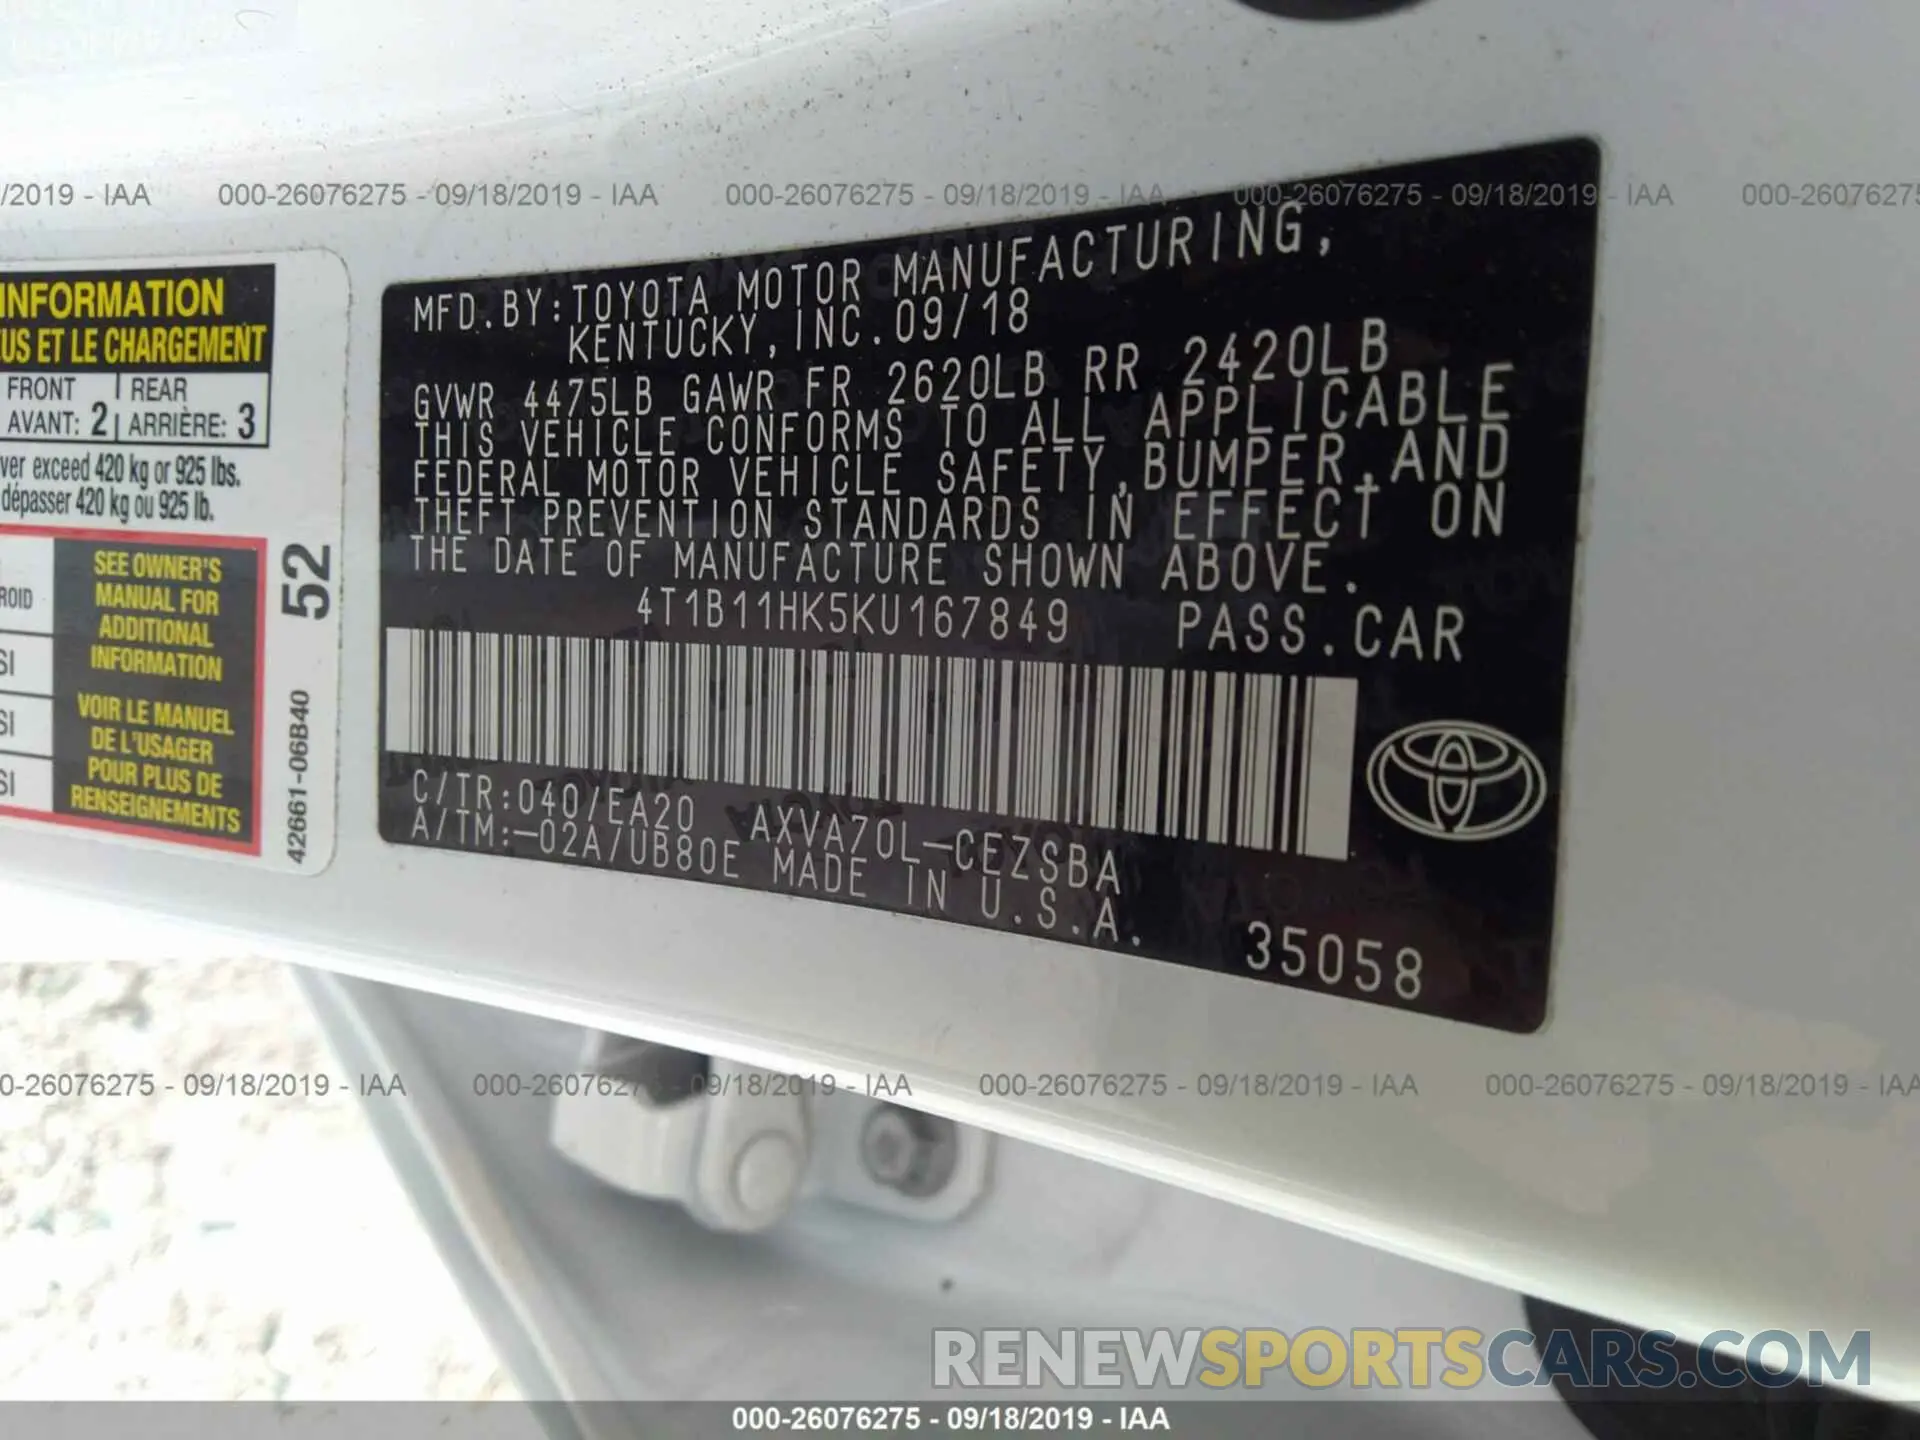 /2019 - IAA 000-26076275 - 09/18/2019 - IAA 000-26076275 - 09/18/2019 - IAA 000-26076275 - 09/18/2019 - IAA 000-26076275
INFORMATION
US ET LE CHARGEMENT
FRONT REAR
AVANT: 2 ARRIÈRE: 3
ver exceed 420 kg or 925 lbs.
dépasser 420 kg ou 925 lb.
ROID
SI
SI
SI
SEE OWNER'S
MANUAL FOR
ADDITIONAL
INFORMATION
VOIR LE MANUEL
DE L'USAGER
POUR PLUS DE
RENSEIGNEMENTS
52
42661-06B40
MFD.BY:TOYOTA MOTOR MANUFACTURING,
KENTUCKY,INC.09/18
GVWR 4475LB GAWR FR 2620LB RR 2420LB
THIS VEHICLE CONFORMS TO ALL APPLICABLE
FEDERAL MOTOR VEHICLE SAFETY,BUMPER,AND
THEFT PREVENTION STANDARDS IN EFFECT ON
THE DATE OF MANUFACTURE SHOWN ABOVE.
4T1B11HK5KU167849 PASS.CAR
C/TR:040/EA20 AXVA70L-CEZSBA
A/TM:-02A/UB80E MADE IN U.S.A.
35058
0-26076275 - 09/18/2019 - IAA 000-26076275 - 09/18/2019 - IAA 000-26076275 - 09/18/2019 - IAA 000-26076275 - 09/18/2019 - IAA
RENEWSPORTSCARS.COM
000-26076275 - 09/18/2019 - IAA